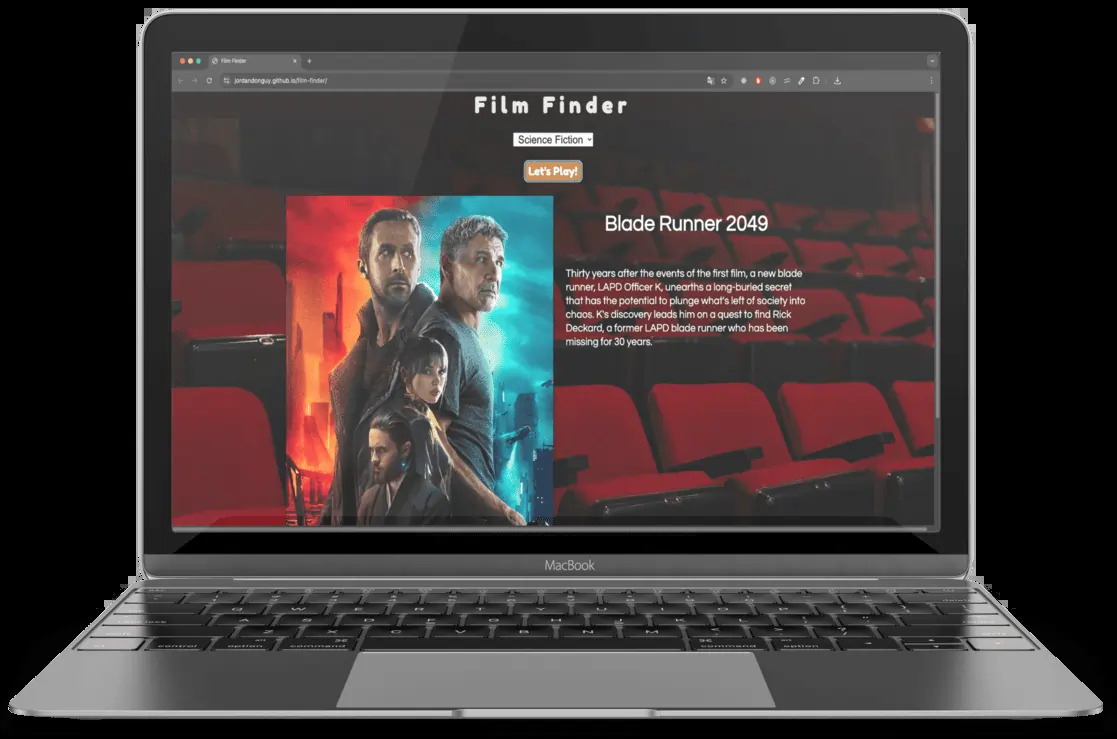 Film Finder
jordandonguy.github.io/film-finder/
Film Finder
Science Fiction
Let's Play!
Blade Runner 2049
Thirty years after the events of the first film, a new blade
runner, LAPD Officer K, unearths a long-buried secret
that has the potential to plunge what's left of society into
chaos. K's discovery leads him on a quest to find Rick
Deckard, a former LAPD blade runner who has been
missing for 30 years.
MacBook
Q W E R T Y U I O P
A S D F G H J K L
Z X C V B N M
control option command command option